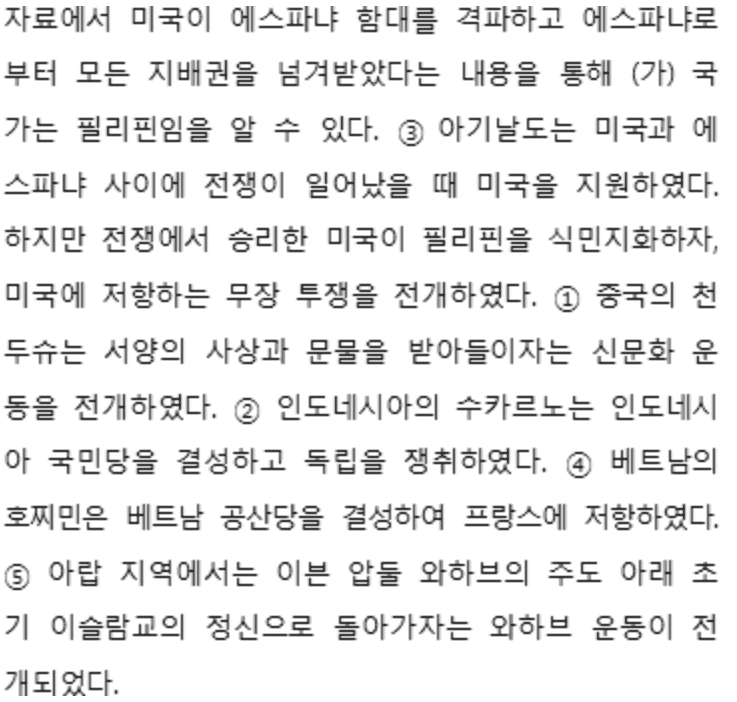 자료에서 미국이 에스파냐 함대를 격파하고 에스파냐로
부터 모든 지배권을 넘겨받았다는 내용을 통해 (가) 국
가는 필리핀임을 알 수 있다. ③ 아기날도는 미국과 에
스파냐 사이에 전쟁이 일어났을 때 미국을 지원하였다.
하지만 전쟁에서 승리한 미국이 필리핀을 식민지화하자,
미국에 저항하는 무장 투쟁을 전개하였다. ① 중국의 천
두슈는 서양의 사상과 문물을 받아들이자는 신문화 운
동을 전개하였다. ② 인도네시아의 수카르노는 인도네시
아 국민당을 결성하고 독립을 쟁취하였다. ④ 베트남의
호찌민은 베트남 공산당을 결성하여 프랑스에 저항하였다.
⑤ 아랍 지역에서는 이븐 압둘 와하브의 주도 아래 초
기 이슬람교의 정신으로 돌아가자는 와하브 운동이 전
개되었다.